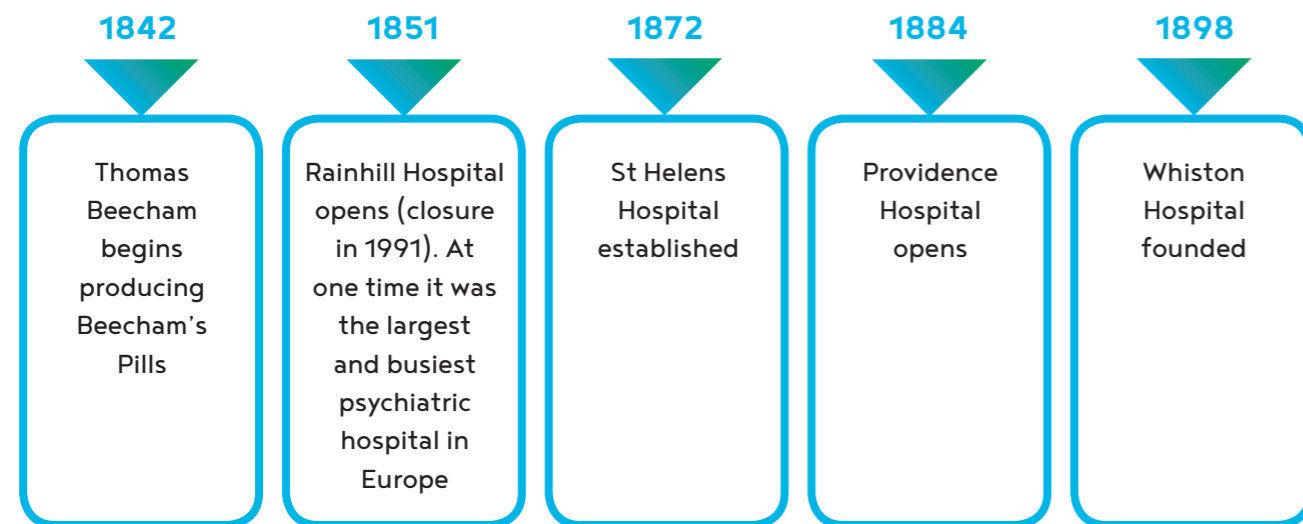 1842
Thomas
Beecham
begins
producing
Beecham's
Pills
1851
Rainhill Hospital
opens (closure
in 1991). At
one time it was
the largest
and busiest
psychiatric
hospital in
Europe
1872
St Helens
Hospital
established
1884
Providence
Hospital
opens
1898
Whiston
Hospital
founded